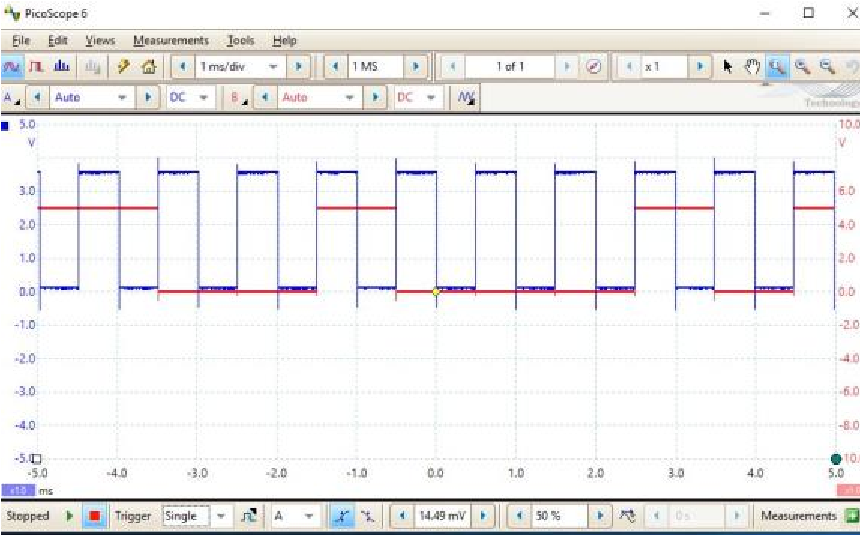 PicoScope 6
File Edit Views Measurements Tools Help
1 ms/div 1 MS 1 of 1 x 1
A Auto DC B Auto DC
Technology
5.0 10.0
V V
3.0 6.0
2.0 4.0
1.0 2.0
0.0 0.0
-1.0 -2.0
-2.0 -4.0
-3.0 -6.0
-4.0 -8.0
-5.0 -10.0
-5.0 -4.0 -3.0 -2.0 -1.0 0.0 1.0 2.0 3.0 4.0 5.0
x1.0 ms
Stopped Trigger Single A 14.49 mV 50 % 0 s Measurements